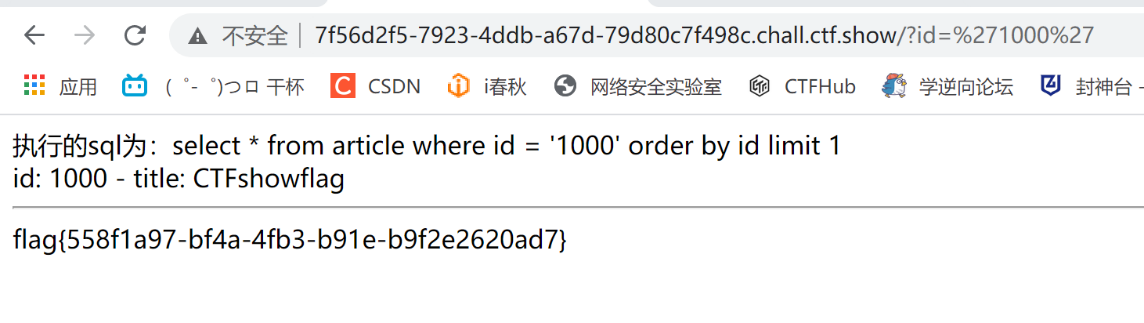 不安全 7f56d2f5-7923-4ddb-a67d-79d80c7f498c.chall.ctf.show/?id=%271000%27
应用 ( ゜- ゜)つロ 干杯 C CSDN i春秋 网络安全实验室 CTFHub 学逆向论坛 封神台 -
执行的sql为：select * from article where id = '1000' order by id limit 1
id: 1000 - title: CTFshowflag
flag{558f1a97-bf4a-4fb3-b91e-b9f2e2620ad7}